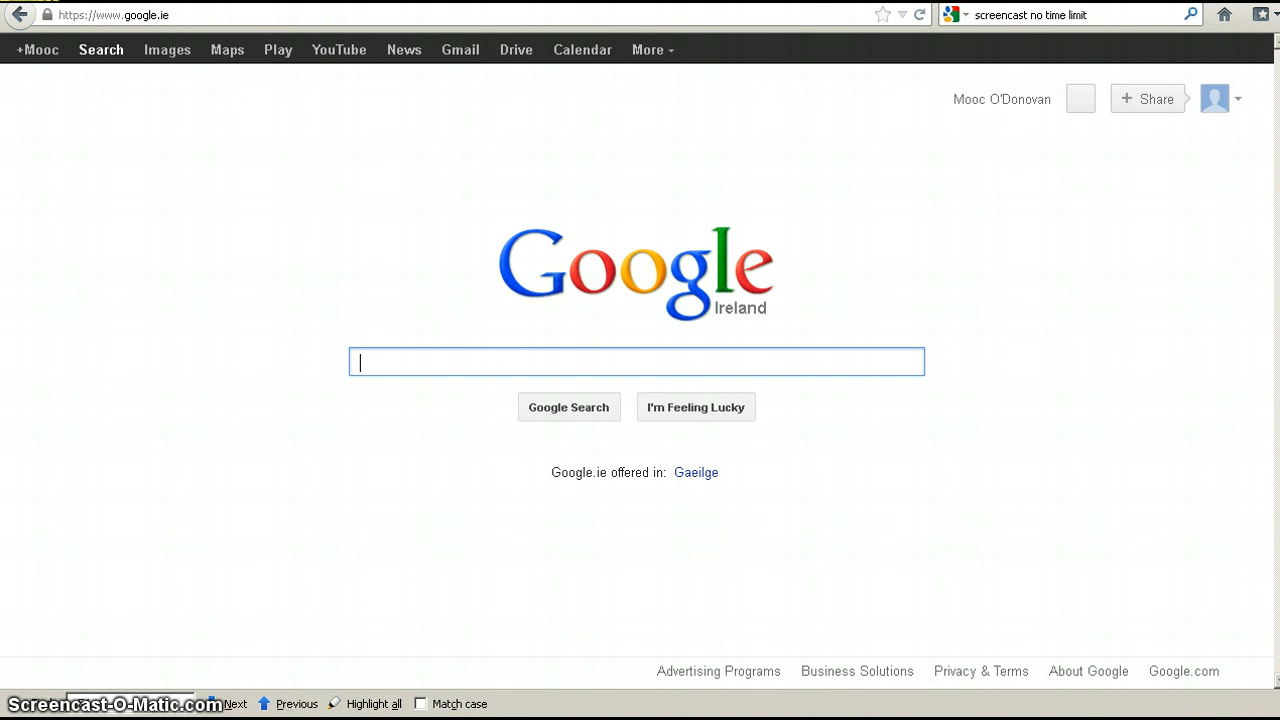 https://www.google.ie
screencast no time limit
+Mooc Search Images Maps Play YouTube News Gmail Drive Calendar More
Mooc O'Donovan + Share
Google
Ireland
Google Search I'm Feeling Lucky
Google.ie offered in: Gaeilge
Advertising Programs Business Solutions Privacy & Terms About Google Google.com
Screencast-O-Matic.com Next Previous Highlight all Match case